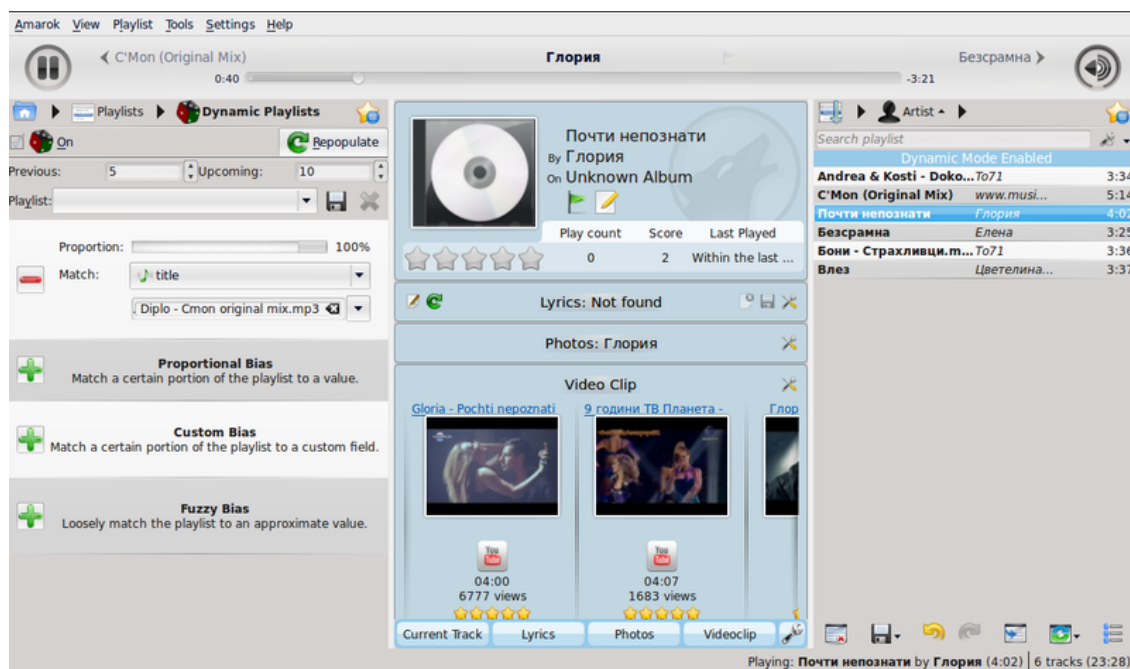 Amarok View Playlist Tools Settings Help
C'Mon (Original Mix) Глория Безсрамна
0:40 -3:21
Playlists Dynamic Playlists
On Repopulate
Previous: 5 Upcoming: 10
Playlist:
Proportion: 100%
Match: title
Diplo - Cmon original mix.mp3
Proportional Bias
Match a certain portion of the playlist to a value.
Custom Bias
Match a certain portion of the playlist to a custom field.
Fuzzy Bias
Loosely match the playlist to an approximate value.
Почти непознати
By Глория
On Unknown Album
Play count Score Last Played
0 2 Within the last ...
Lyrics: Not found
Photos: Глория
Video Clip
Gloria - Pochti nepoznati 9 години ТВ Планета - Глор
You Tube You Tube
04:00 04:07
6777 views 1683 views
Current Track Lyrics Photos Videoclip
Artist
Search playlist
Dynamic Mode Enabled
Andrea & Kosti - Doko... To71 3:34
C'Mon (Original Mix) www.musi... 5:14
Почти непознати Глория 4:02
Безсрамна Елена 3:25
Бони - Страхливци.m... To71 3:36
Влез Цветелина... 3:37
Playing: Почти непознати by Глория (4:02) 6 tracks (23:28)